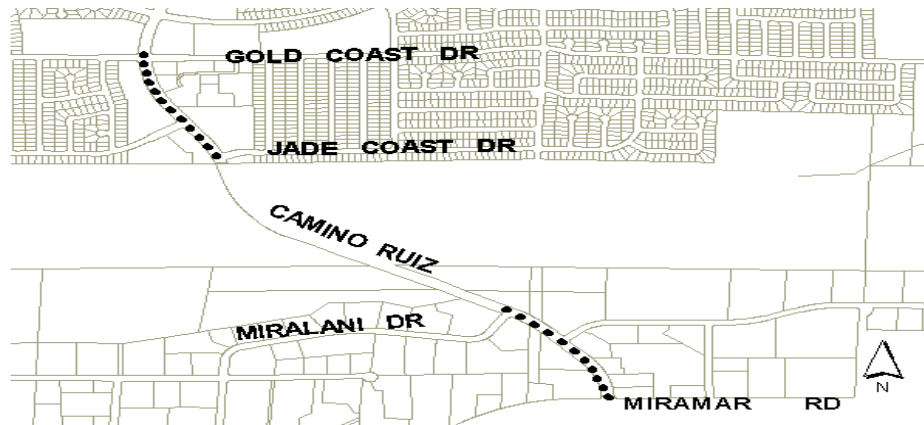 GOLD COAST DR
JADE COAST DR
CAMINO RUIZ
MIRALANI DR
N
MIRAMAR RD